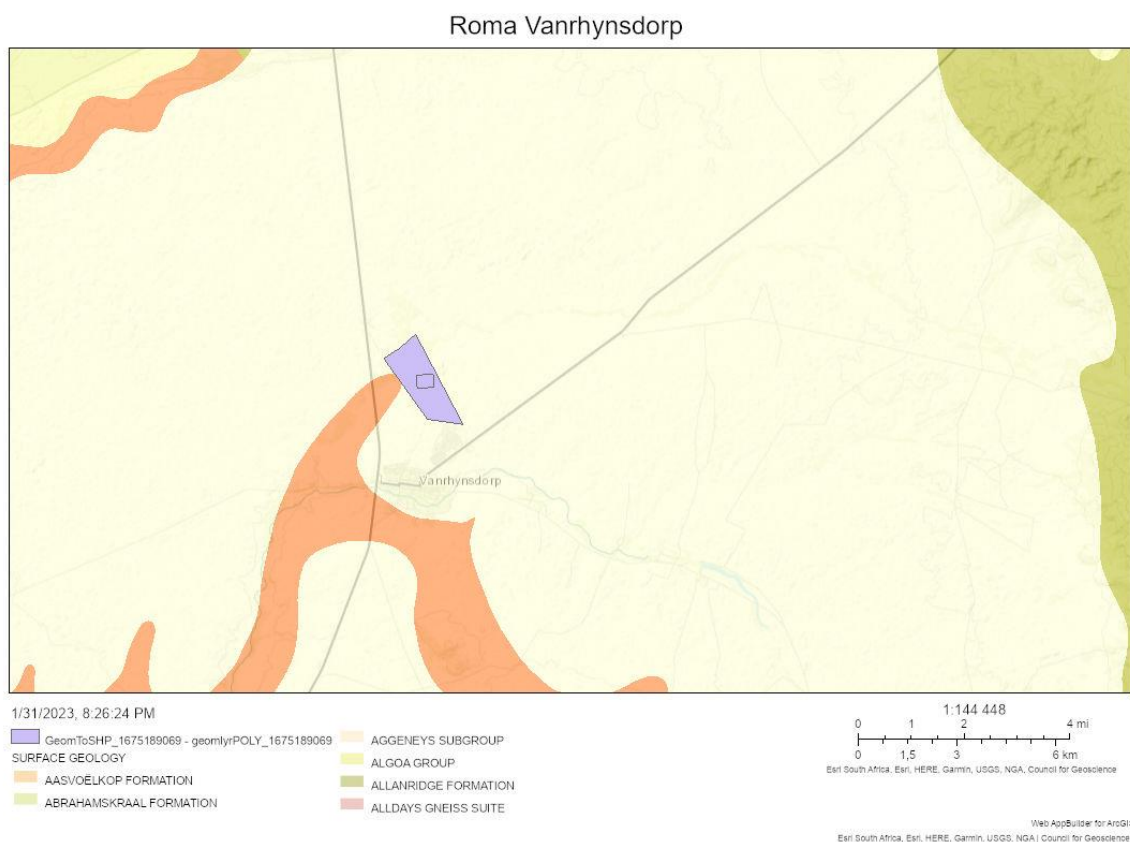 Roma Vanrhynsdorp
Vanrhynsdorp
1/31/2023, 8:26:24 PM
GeomToSHP_1675189069 - geomlyrPOLY_1675189069
SURFACE GEOLOGY
AASVOËLKOP FORMATION
ABRAHAMSKRAAL FORMATION
AGGENEYS SUBGROUP
ALGOA GROUP
ALLANRIDGE FORMATION
ALLDAYS GNEISS SUITE
1:144 448
0 1 2 4 mi
0 1,5 3 6 km
Esri South Africa, Esri, HERE, Garmin, USGS, NGA, Council for Geoscience
Web AppBuilder for ArcGI
Esri South Africa, Esri, HERE, Garmin, USGS, NGA | Council for Geoscience